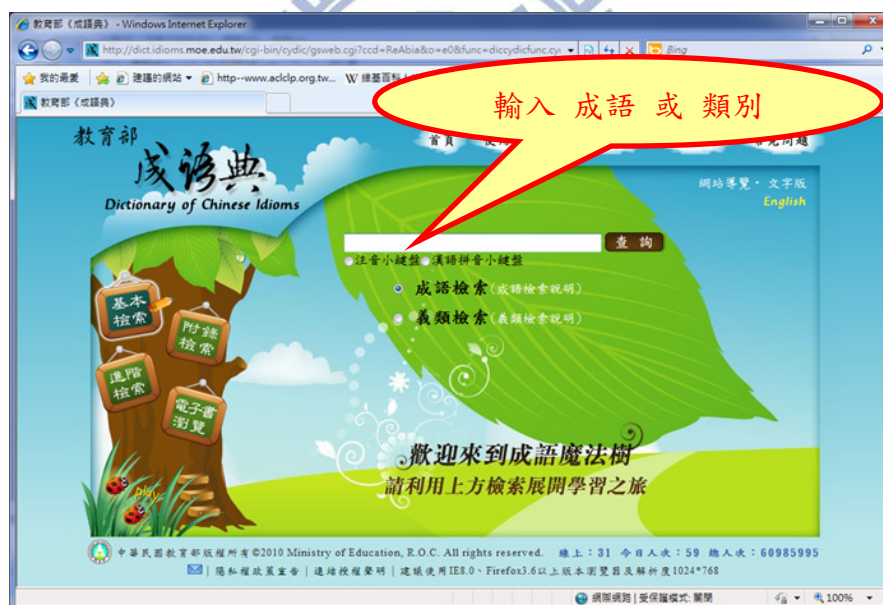 教育部《成語典》 - Windows Internet Explorer
http://dict.idioms.moe.edu.tw/cgi-bin/cydic/gsweb.cgi?ccd=ReAbia&o=e0&func=diccydicfunc.cy
Bing
我的最愛
建議的網站
http--www.aclclp.org.tw...
教育部《成語典》
輸入 成語 或 類別
首頁
常見問題
教育部
成語典
Dictionary of Chinese Idioms
網站導覽・文字版
English
查詢
注音小鍵盤 漢語拼音小鍵盤
成語檢索(成語檢索說明)
義類檢索(義類檢索說明)
基本
檢索
附錄
檢索
進階
檢索
電子書
瀏覽
play
歡迎來到成語魔法樹
請利用上方檢索展開學習之旅
中華民國教育部版權所有©2010 Ministry of Education, R.O.C. All rights reserved. 線上：31 今日人次：59 總人次：60985995
| 隱私權政策宣告 | 連結授權聲明 | 建議使用IE8.0、Firefox3.6以上版本瀏覽器及解析度1024*768
網際網路 | 受保護模式: 關閉
100%